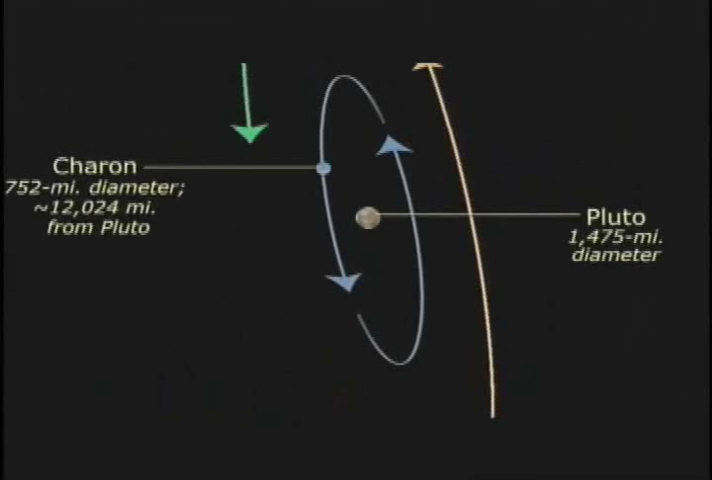 Charon
752-mi. diameter;
~12,024 mi.
from Pluto
Pluto
1,475-mi.
diameter